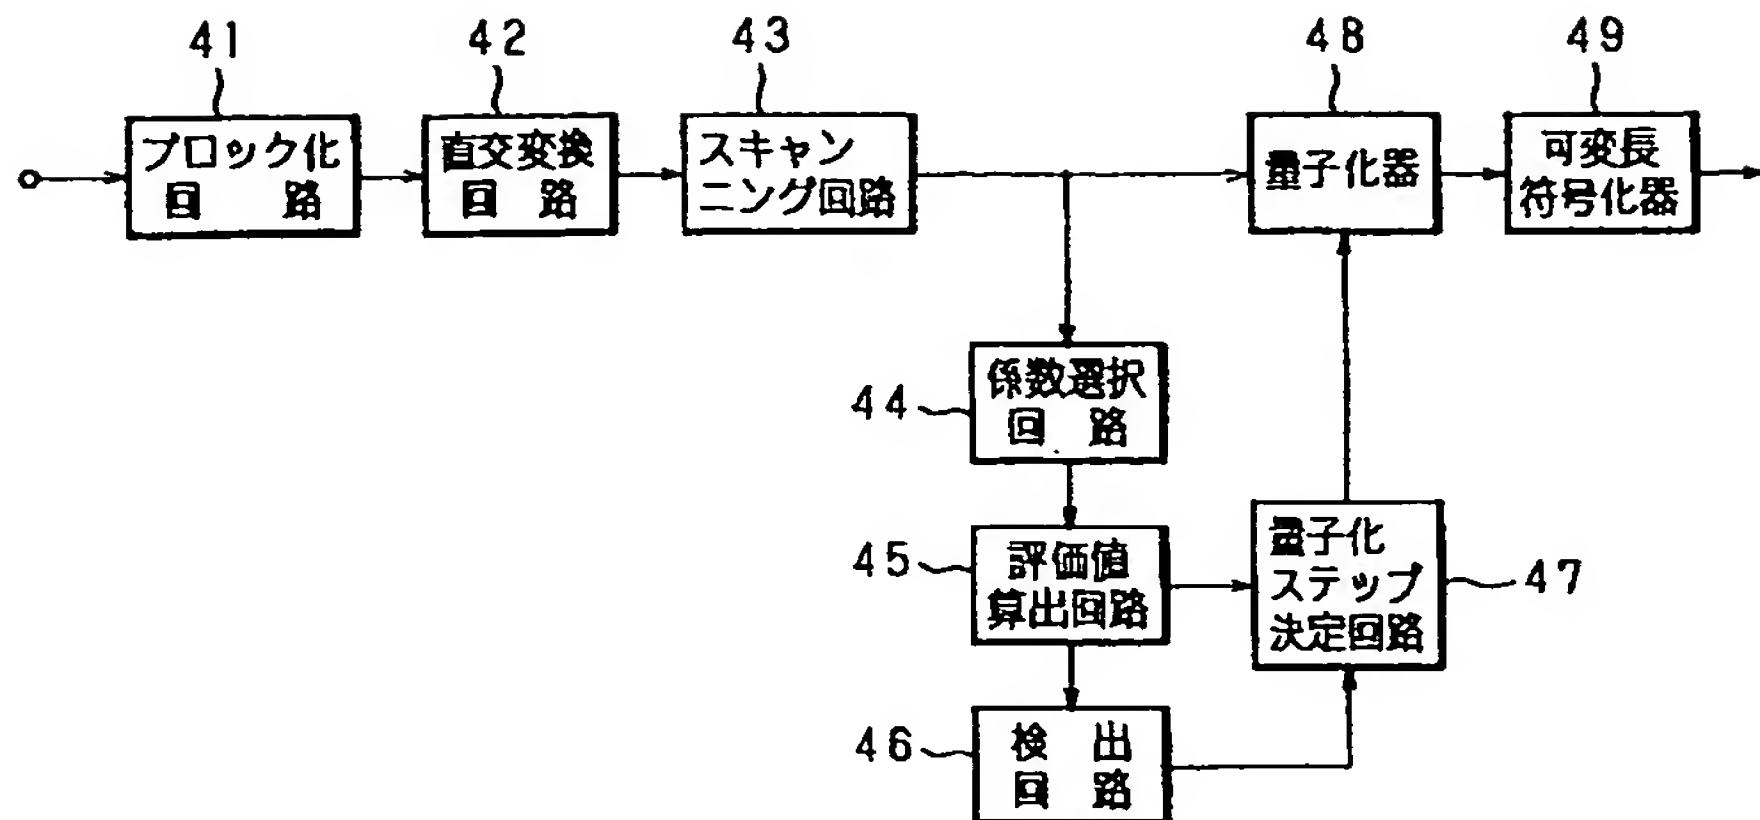 41
42
43
48
49
ブロック化
回 路
直交変換
回 路
スキャン
ニング回路
量子化器
可変長
符号化器
44
係数選択
回 路
45
評価値
算出回路
量子化
ステップ
決定回路
47
46
検 出
回 路